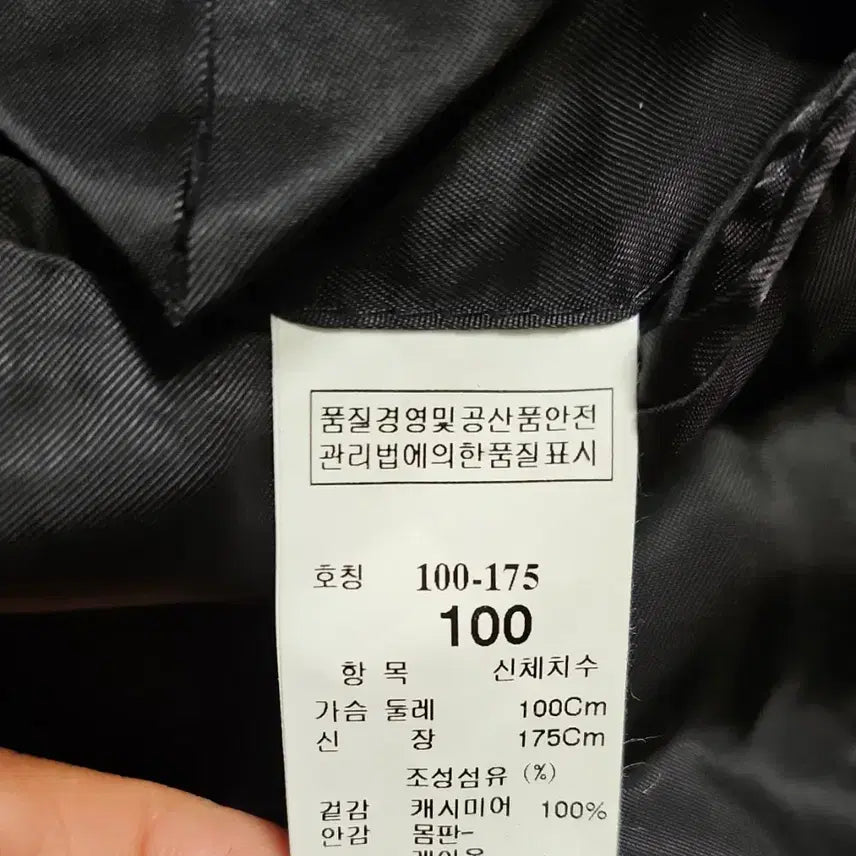 품질경영및공산품안전
관리법에의한품질표시
호칭 100-175
100
항 목 신체치수
가슴 둘레 100Cm
신 장 175Cm
조성섬유 (%)
겉감 캐시미어 100%
안감 몸판-